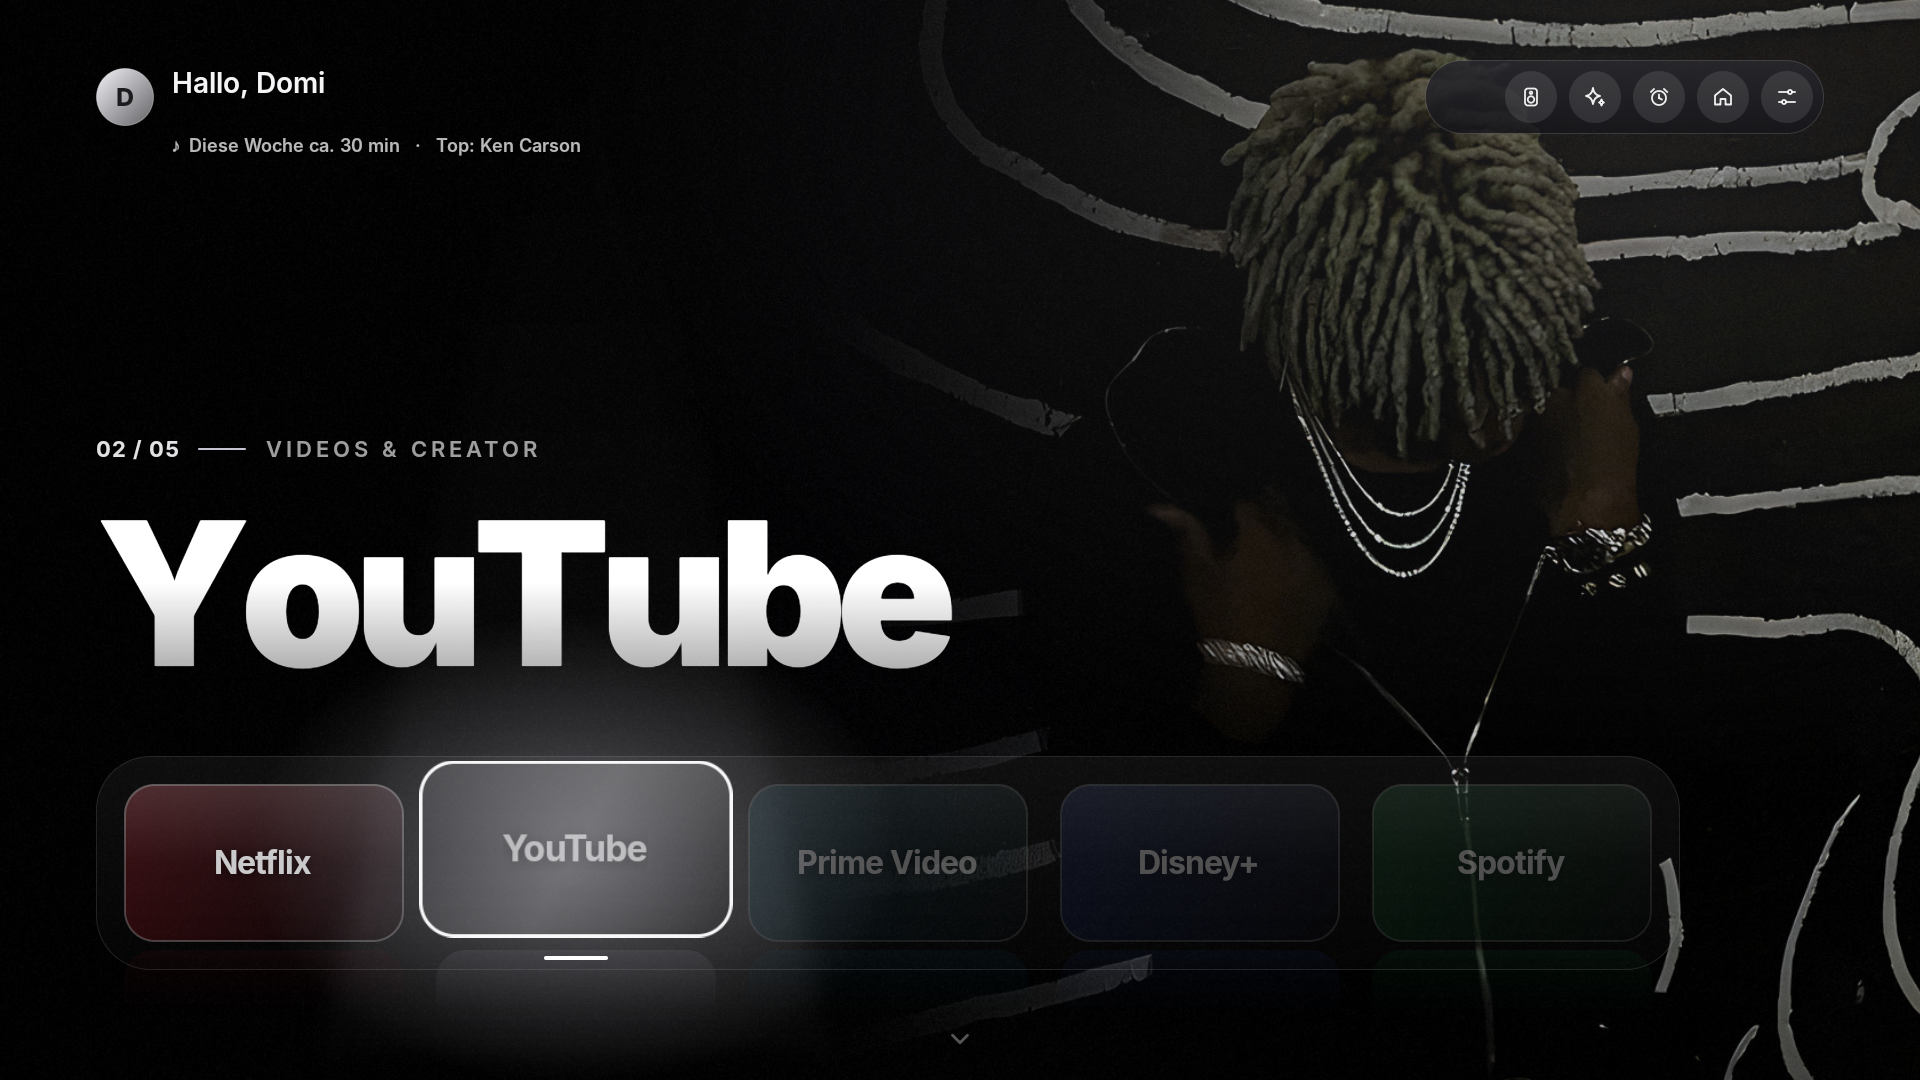 D
Hallo, Domi
♪ Diese Woche ca. 30 min · Top: Ken Carson
02 / 05 VIDEOS & CREATOR
YouTube
Netflix
YouTube
Prime Video
Disney+
Spotify